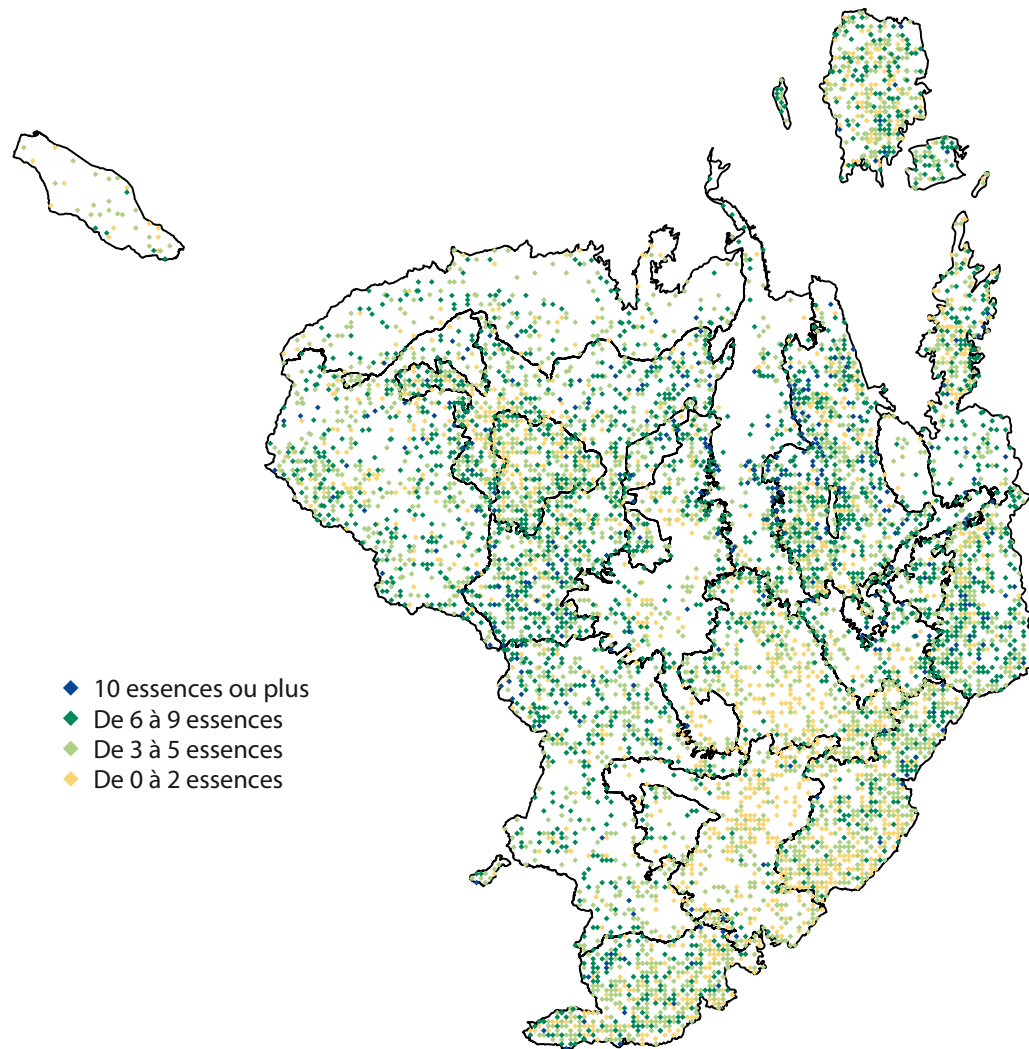 10 essences ou plus
De 6 à 9 essences
De 3 à 5 essences
De 0 à 2 essences